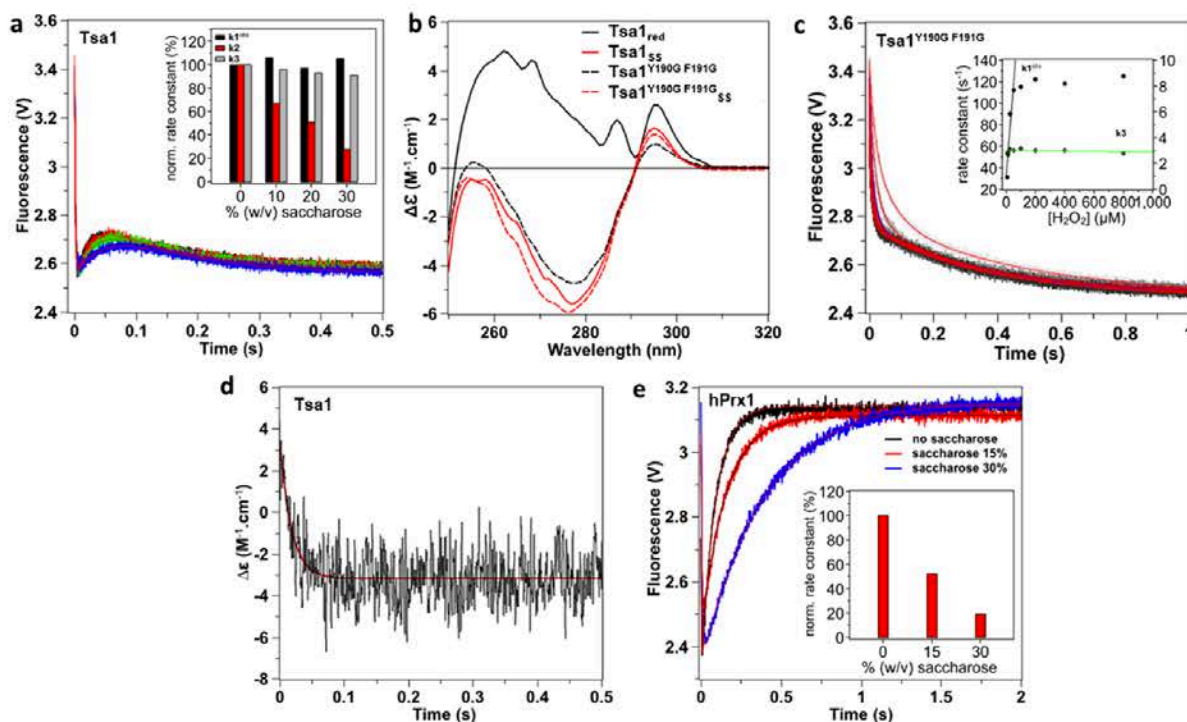 a
Tsa1
Fluorescence (V)
3.6
3.4
3.2
3.0
2.8
2.6
2.4
0
0.1
0.2
0.3
0.4
0.5
Time (s)
norm. rate constant (%)
120
100
80
60
40
20
0
k1obs
k2
k3
0
10
20
30
% (w/v) saccharose
b
Δε (M⁻¹.cm⁻¹)
6
4
2
0
-2
-4
-6
Tsa1red
Tsa1SS
Tsa1Y190G F191G
Tsa1Y190G F191GSS
260
280
300
320
Wavelength (nm)
c
Tsa1Y190G F191G
Fluorescence (V)
3.6
3.4
3.2
3.0
2.8
2.6
2.4
0
0.2
0.4
0.6
0.8
1
Time (s)
rate constant (s⁻¹)
140
120
100
80
60
40
20
k1obs
k3
10
8
6
4
2
0
0
200
400
600
800
1,000
[H₂O₂] (µM)
d
Tsa1
Δε (M⁻¹.cm⁻¹)
6
4
2
0
-2
-4
-6
-8
0
0.1
0.2
0.3
0.4
0.5
Time (s)
e
hPrx1
Fluorescence (V)
3.2
3.0
2.8
2.6
2.4
no saccharose
saccharose 15%
saccharose 30%
norm. rate constant (%)
120
100
80
60
40
20
0
0
15
30
% (w/v) saccharose
0
0.5
1
1.5
2
Time (s)